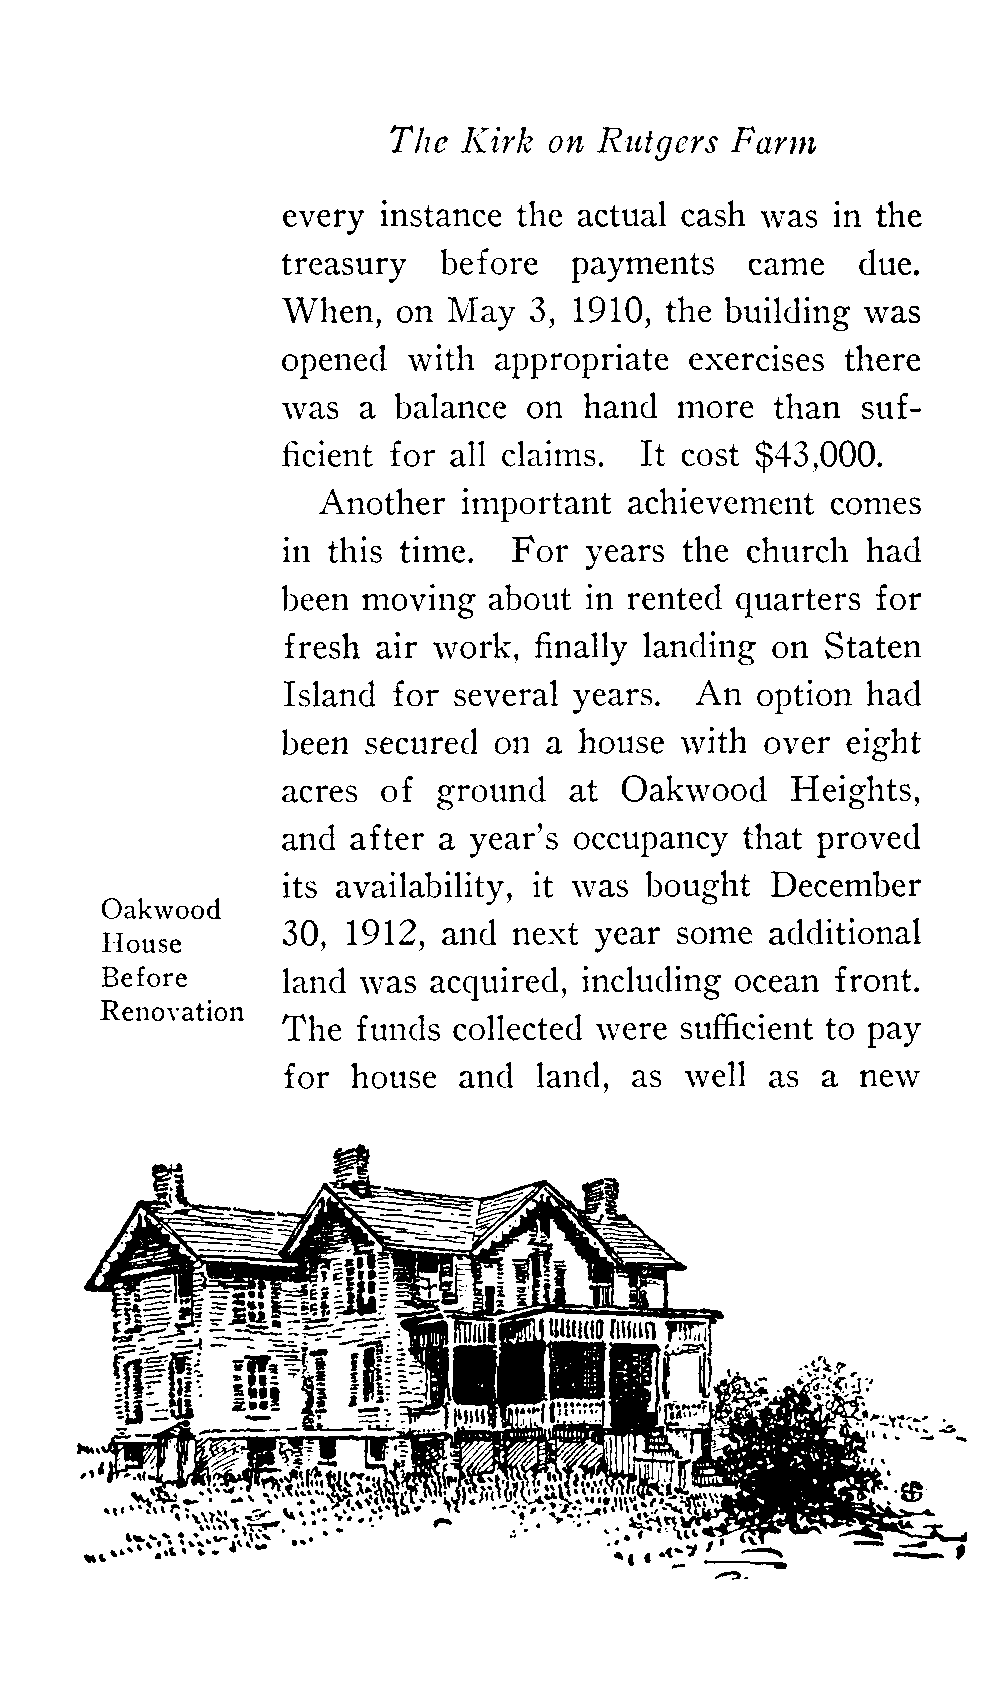 The Kirk on Rutgers Farm
every instance the actual cash was in the
treasury before payments came due.
When, on May 3, 1910, the building was
opened with appropriate exercises there
was a balance on hand more than suf-
ficient for all claims. It cost $43,000.
Another important achievement comes
in this time. For years the church had
been moving about in rented quarters for
fresh air work, finally landing on Staten
Island for several years. An option had
been secured on a house with over eight
acres of ground at Oakwood Heights,
and after a year's occupancy that proved
its availability, it was bought December
30, 1912, and next year some additional
land was acquired, including ocean front.
The funds collected were sufficient to pay
for house and land, as well as a new
Oakwood
House
Before
Renovation